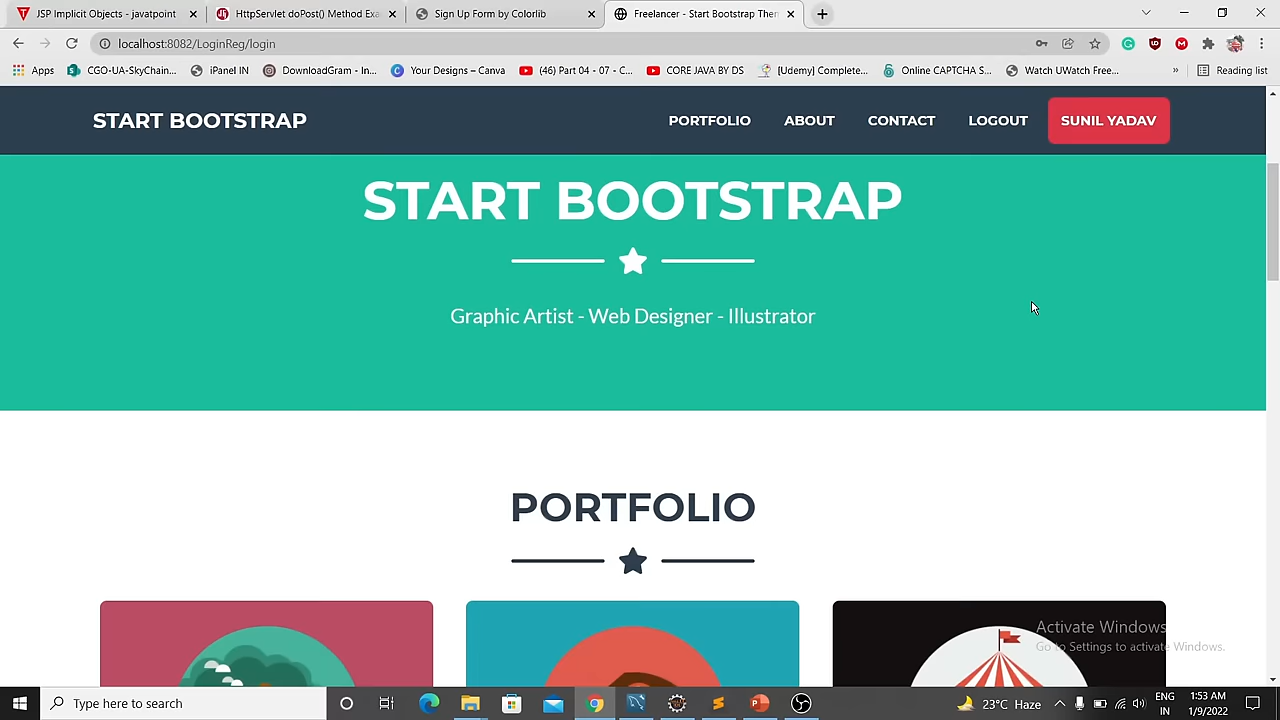 JSP Implicit Objects - javatpoint
HttpServlet doPost() Method Exa
Sign Up Form by Colorlib
Freelancer - Start Bootstrap Them
localhost:8082/LoginReg/login
Apps
CGO-UA-SkyChain...
iPanel IN
DownloadGram - In...
Your Designs – Canva
(46) Part 04 - 07 - C...
CORE JAVA BY DS
[Udemy] Complete...
Online CAPTCHA S...
Watch UWatch Free...
»
Reading list
START BOOTSTRAP
PORTFOLIO
ABOUT
CONTACT
LOGOUT
SUNIL YADAV
START BOOTSTRAP
Graphic Artist - Web Designer - Illustrator
PORTFOLIO
Activate Windows
Go to Settings to activate Windows.
Type here to search
23°C Haze
ENG
IN
1:53 AM
1/9/2022